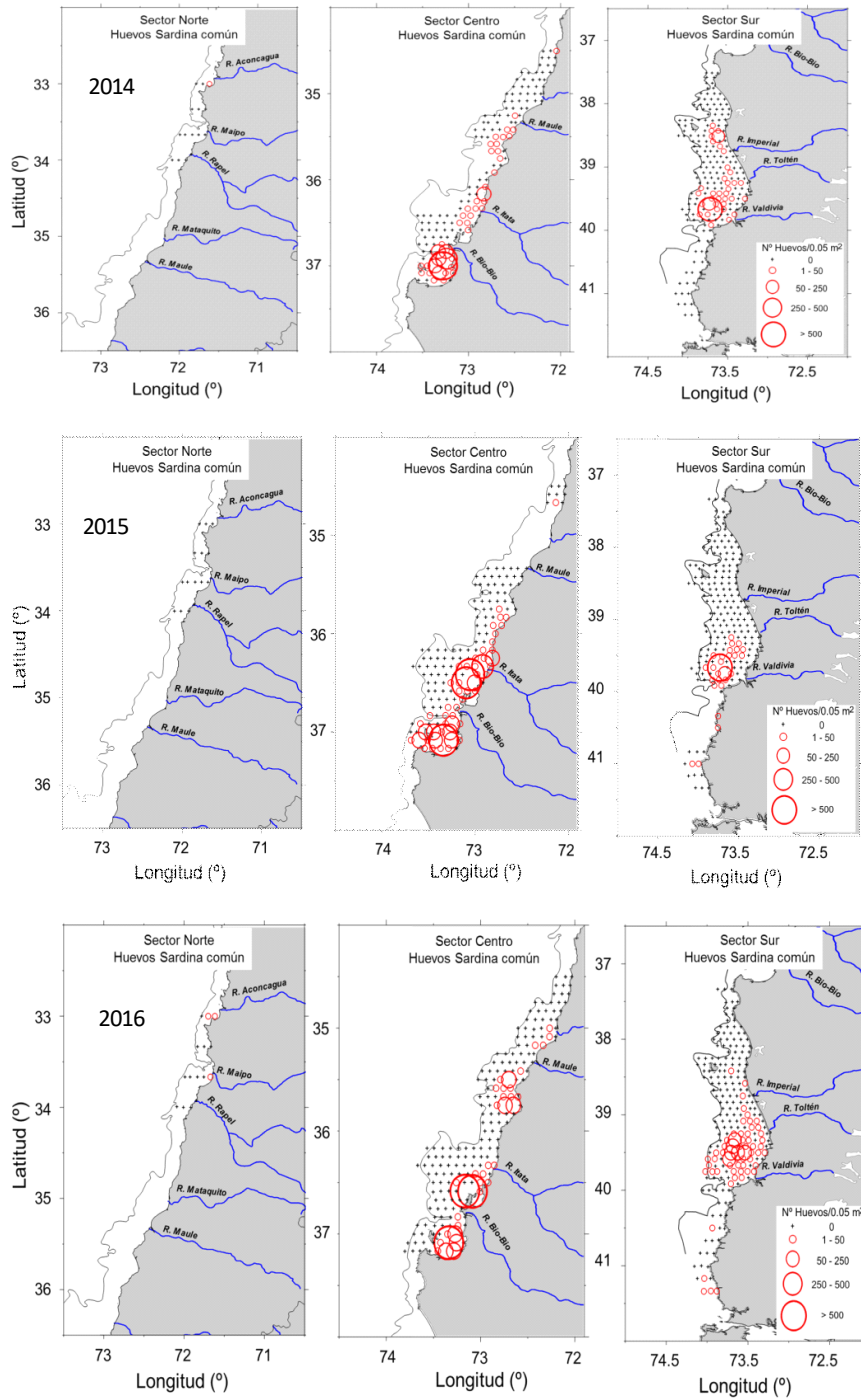 Sector Norte
Huevos Sardina común
2014
33
34
35
36
Latitud (º)
R. Aconcagua
R. Maipo
R. Rapel
R. Mataquito
R. Maule
73
72
71
Longitud (º)
Sector Centro
Huevos Sardina común
35
36
37
R. Maule
R. Itata
R. Bio-Bio
74
73
72
Longitud (º)
Sector Sur
Huevos Sardina común
37
38
39
40
41
R. Bio-Bio
R. Imperial
R. Toltén
R. Valdivia
Nº Huevos/0.05 m²
0
1 - 50
50 - 250
250 - 500
> 500
74.5
73.5
72.5
Longitud (º)
Sector Norte
Huevos Sardina común
2015
33
34
35
36
Latitud (º)
R. Aconcagua
R. Maipo
R. Rapel
R. Mataquito
R. Maule
73
72
71
Longitud (º)
Sector Centro
Huevos Sardina común
35
36
37
R. Maule
R. Itata
R. Bio-Bio
74
73
72
Longitud (º)
Sector Sur
Huevos Sardina común
37
38
39
40
41
R. Bio-Bio
R. Imperial
R. Toltén
R. Valdivia
Nº Huevos/0.05 m²
0
1 - 50
50 - 250
250 - 500
> 500
74.5
73.5
72.5
Longitud (º)
Sector Norte
Huevos Sardina común
2016
33
34
35
36
Latitud (º)
R. Aconcagua
R. Maipo
R. Rapel
R. Mataquito
R. Maule
73
72
71
Longitud (º)
Sector Centro
Huevos Sardina común
35
36
37
R. Maule
R. Itata
R. Bio-Bio
74
73
72
Longitud (º)
Sector Sur
Huevos Sardina común
37
38
39
40
41
R. Bio-Bio
R. Imperial
R. Toltén
R. Valdivia
Nº Huevos/0.05 m²
0
1 - 50
50 - 250
250 - 500
> 500
74.5
73.5
72.5
Longitud (º)